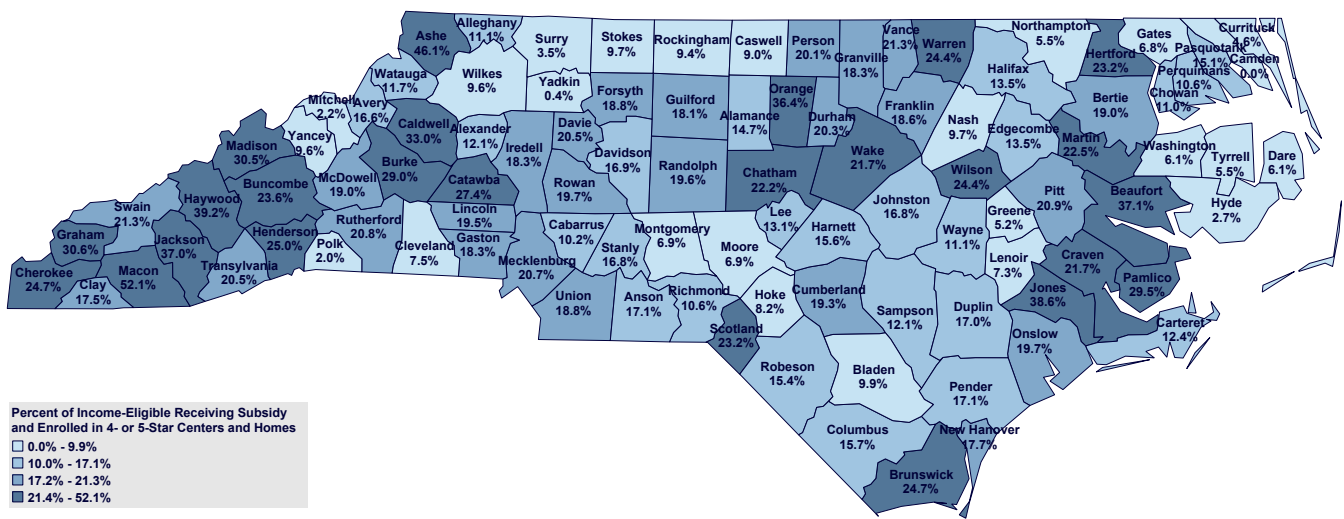 Ashe
46.1%
Alleghany
11.1%
Surry
3.5%
Stokes
9.7%
Rockingham
9.4%
Caswell
9.0%
Person
20.1%
Granville
18.3%
Vance
21.3%
Warren
24.4%
Northampton
5.5%
Hertford
23.2%
Gates
6.8%
Pasquotank
15.1%
Currituck
4.6%
Camden
0.0%
Perquimans
10.6%
Chowan
11.0%
Watauga
11.7%
Wilkes
9.6%
Yadkin
0.4%
Forsyth
18.8%
Guilford
18.1%
Alamance
14.7%
Orange
36.4%
Durham
20.3%
Franklin
18.6%
Halifax
13.5%
Bertie
19.0%
Mitchell
2.2%
Avery
16.6%
Caldwell
33.0%
Alexander
12.1%
Iredell
18.3%
Davie
20.5%
Davidson
16.9%
Randolph
19.6%
Chatham
22.2%
Wake
21.7%
Nash
9.7%
Edgecombe
13.5%
Martin
22.5%
Washington
6.1%
Tyrrell
5.5%
Dare
6.1%
Yancey
9.6%
Madison
30.5%
Burke
29.0%
Catawba
27.4%
Rowan
19.7%
Wilson
24.4%
Pitt
20.9%
Beaufort
37.1%
Hyde
2.7%
Buncombe
23.6%
McDowell
19.0%
Haywood
39.2%
Swain
21.3%
Graham
30.6%
Jackson
37.0%
Henderson
25.0%
Polk
2.0%
Rutherford
20.8%
Cleveland
7.5%
Lincoln
19.5%
Gaston
18.3%
Mecklenburg
20.7%
Cabarrus
10.2%
Stanly
16.8%
Montgomery
6.9%
Moore
6.9%
Lee
13.1%
Harnett
15.6%
Johnston
16.8%
Wayne
11.1%
Greene
5.2%
Lenoir
7.3%
Craven
21.7%
Pamlico
29.5%
Cherokee
24.7%
Clay
17.5%
Macon
52.1%
Transylvania
20.5%
Union
18.8%
Anson
17.1%
Richmond
10.6%
Hoke
8.2%
Cumberland
19.3%
Sampson
12.1%
Duplin
17.0%
Jones
38.6%
Onslow
19.7%
Carteret
12.4%
Scotland
23.2%
Robeson
15.4%
Bladen
9.9%
Pender
17.1%
Columbus
15.7%
New Hanover
17.7%
Brunswick
24.7%
Percent of Income-Eligible Receiving Subsidy
and Enrolled in 4- or 5-Star Centers and Homes
0.0% - 9.9%
10.0% - 17.1%
17.2% - 21.3%
21.4% - 52.1%